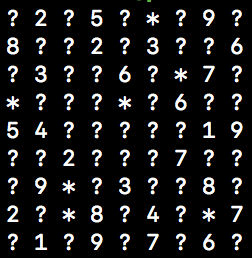 ? 2 ? 5 ? * ? 9 ?
8 ? ? 2 ? 3 ? ? 6
? 3 ? ? 6 ? * 7 ?
* ? ? ? * ? 6 ? ?
5 4 ? ? ? ? ? 1 9
? ? 2 ? ? ? 7 ? ?
? 9 * ? 3 ? ? 8 ?
2 ? * 8 ? 4 ? * 7
? 1 ? 9 ? 7 ? 6 ?